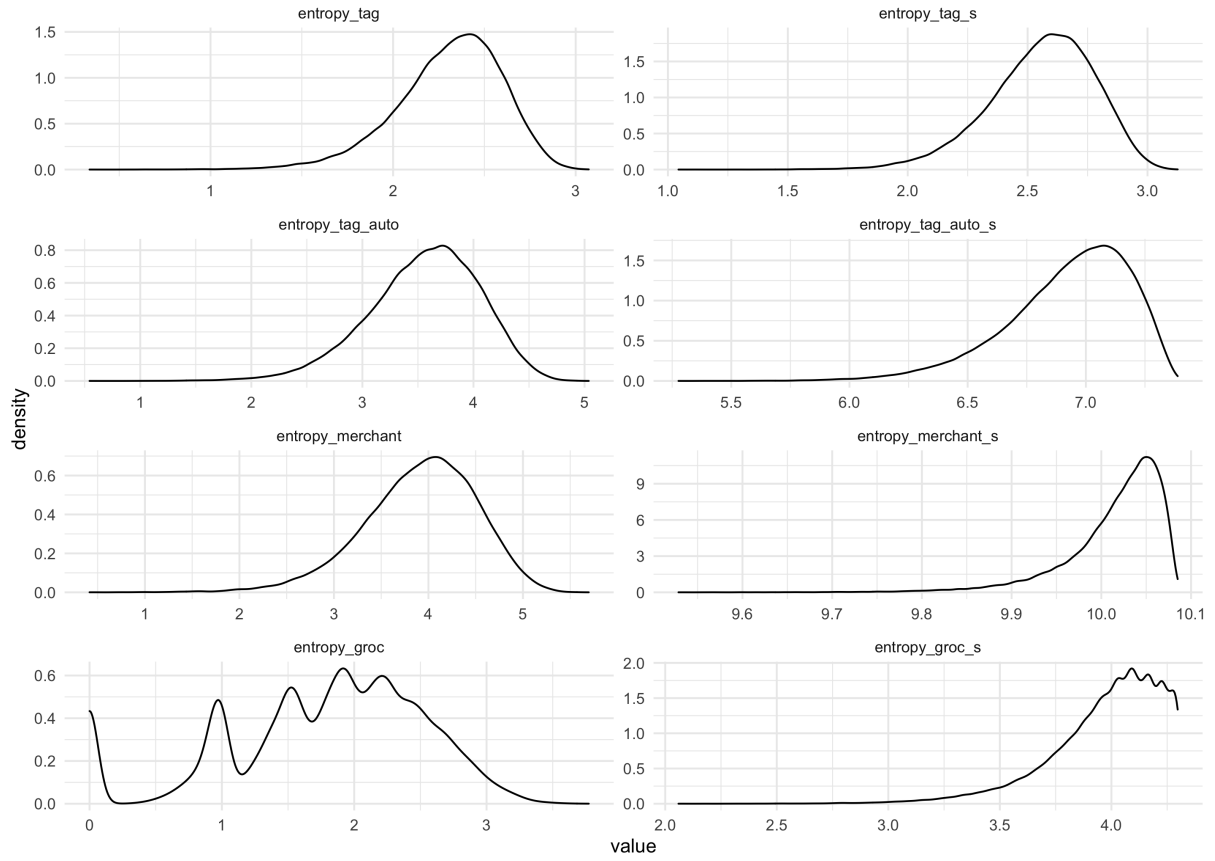 entropy_tag
entropy_tag_s
1.5
1.0
0.5
0.0
1 2 3
1.5
1.0
0.5
0.0
1.0 1.5 2.0 2.5 3.0
entropy_tag_auto
entropy_tag_auto_s
0.8
0.6
0.4
0.2
0.0
1 2 3 4 5
1.5
1.0
0.5
0.0
5.5 6.0 6.5 7.0
density
entropy_merchant
entropy_merchant_s
0.6
0.4
0.2
0.0
1 2 3 4 5
9
6
3
0
9.6 9.7 9.8 9.9 10.0 10.1
entropy_groc
entropy_groc_s
0.6
0.4
0.2
0.0
0 1 2 3
2.0
1.5
1.0
0.5
0.0
2.0 2.5 3.0 3.5 4.0
value